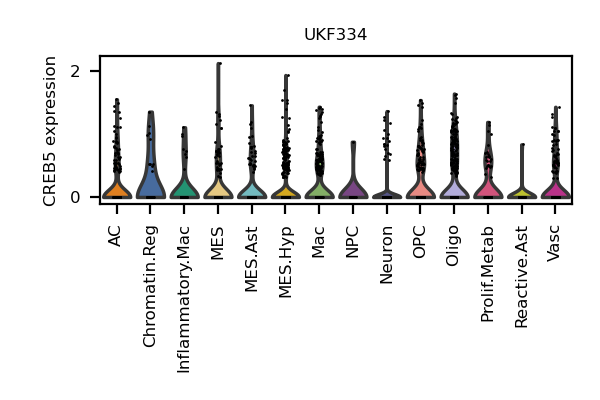 UKF334
CREB5 expression
2
0
AC
Chromatin.Reg
Inflammatory.Mac
MES
MES.Ast
MES.Hyp
Mac
NPC
Neuron
OPC
Oligo
Prolif.Metab
Reactive.Ast
Vasc